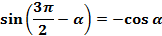 sin(3π/2 − α) = −cos α